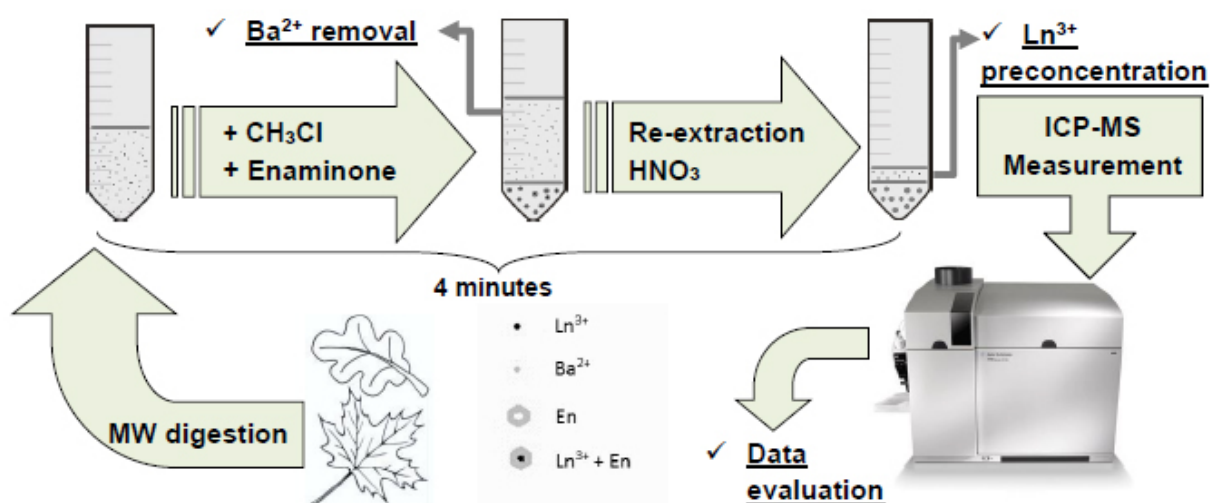 ✓ Ba²⁺ removal
+ CH₃Cl
+ Enaminone
Re-extraction
HNO₃
✓ Ln³⁺
preconcentration
ICP-MS
Measurement
4 minutes
Ln³⁺
Ba²⁺
En
Ln³⁺ + En
MW digestion
✓ Data
evaluation